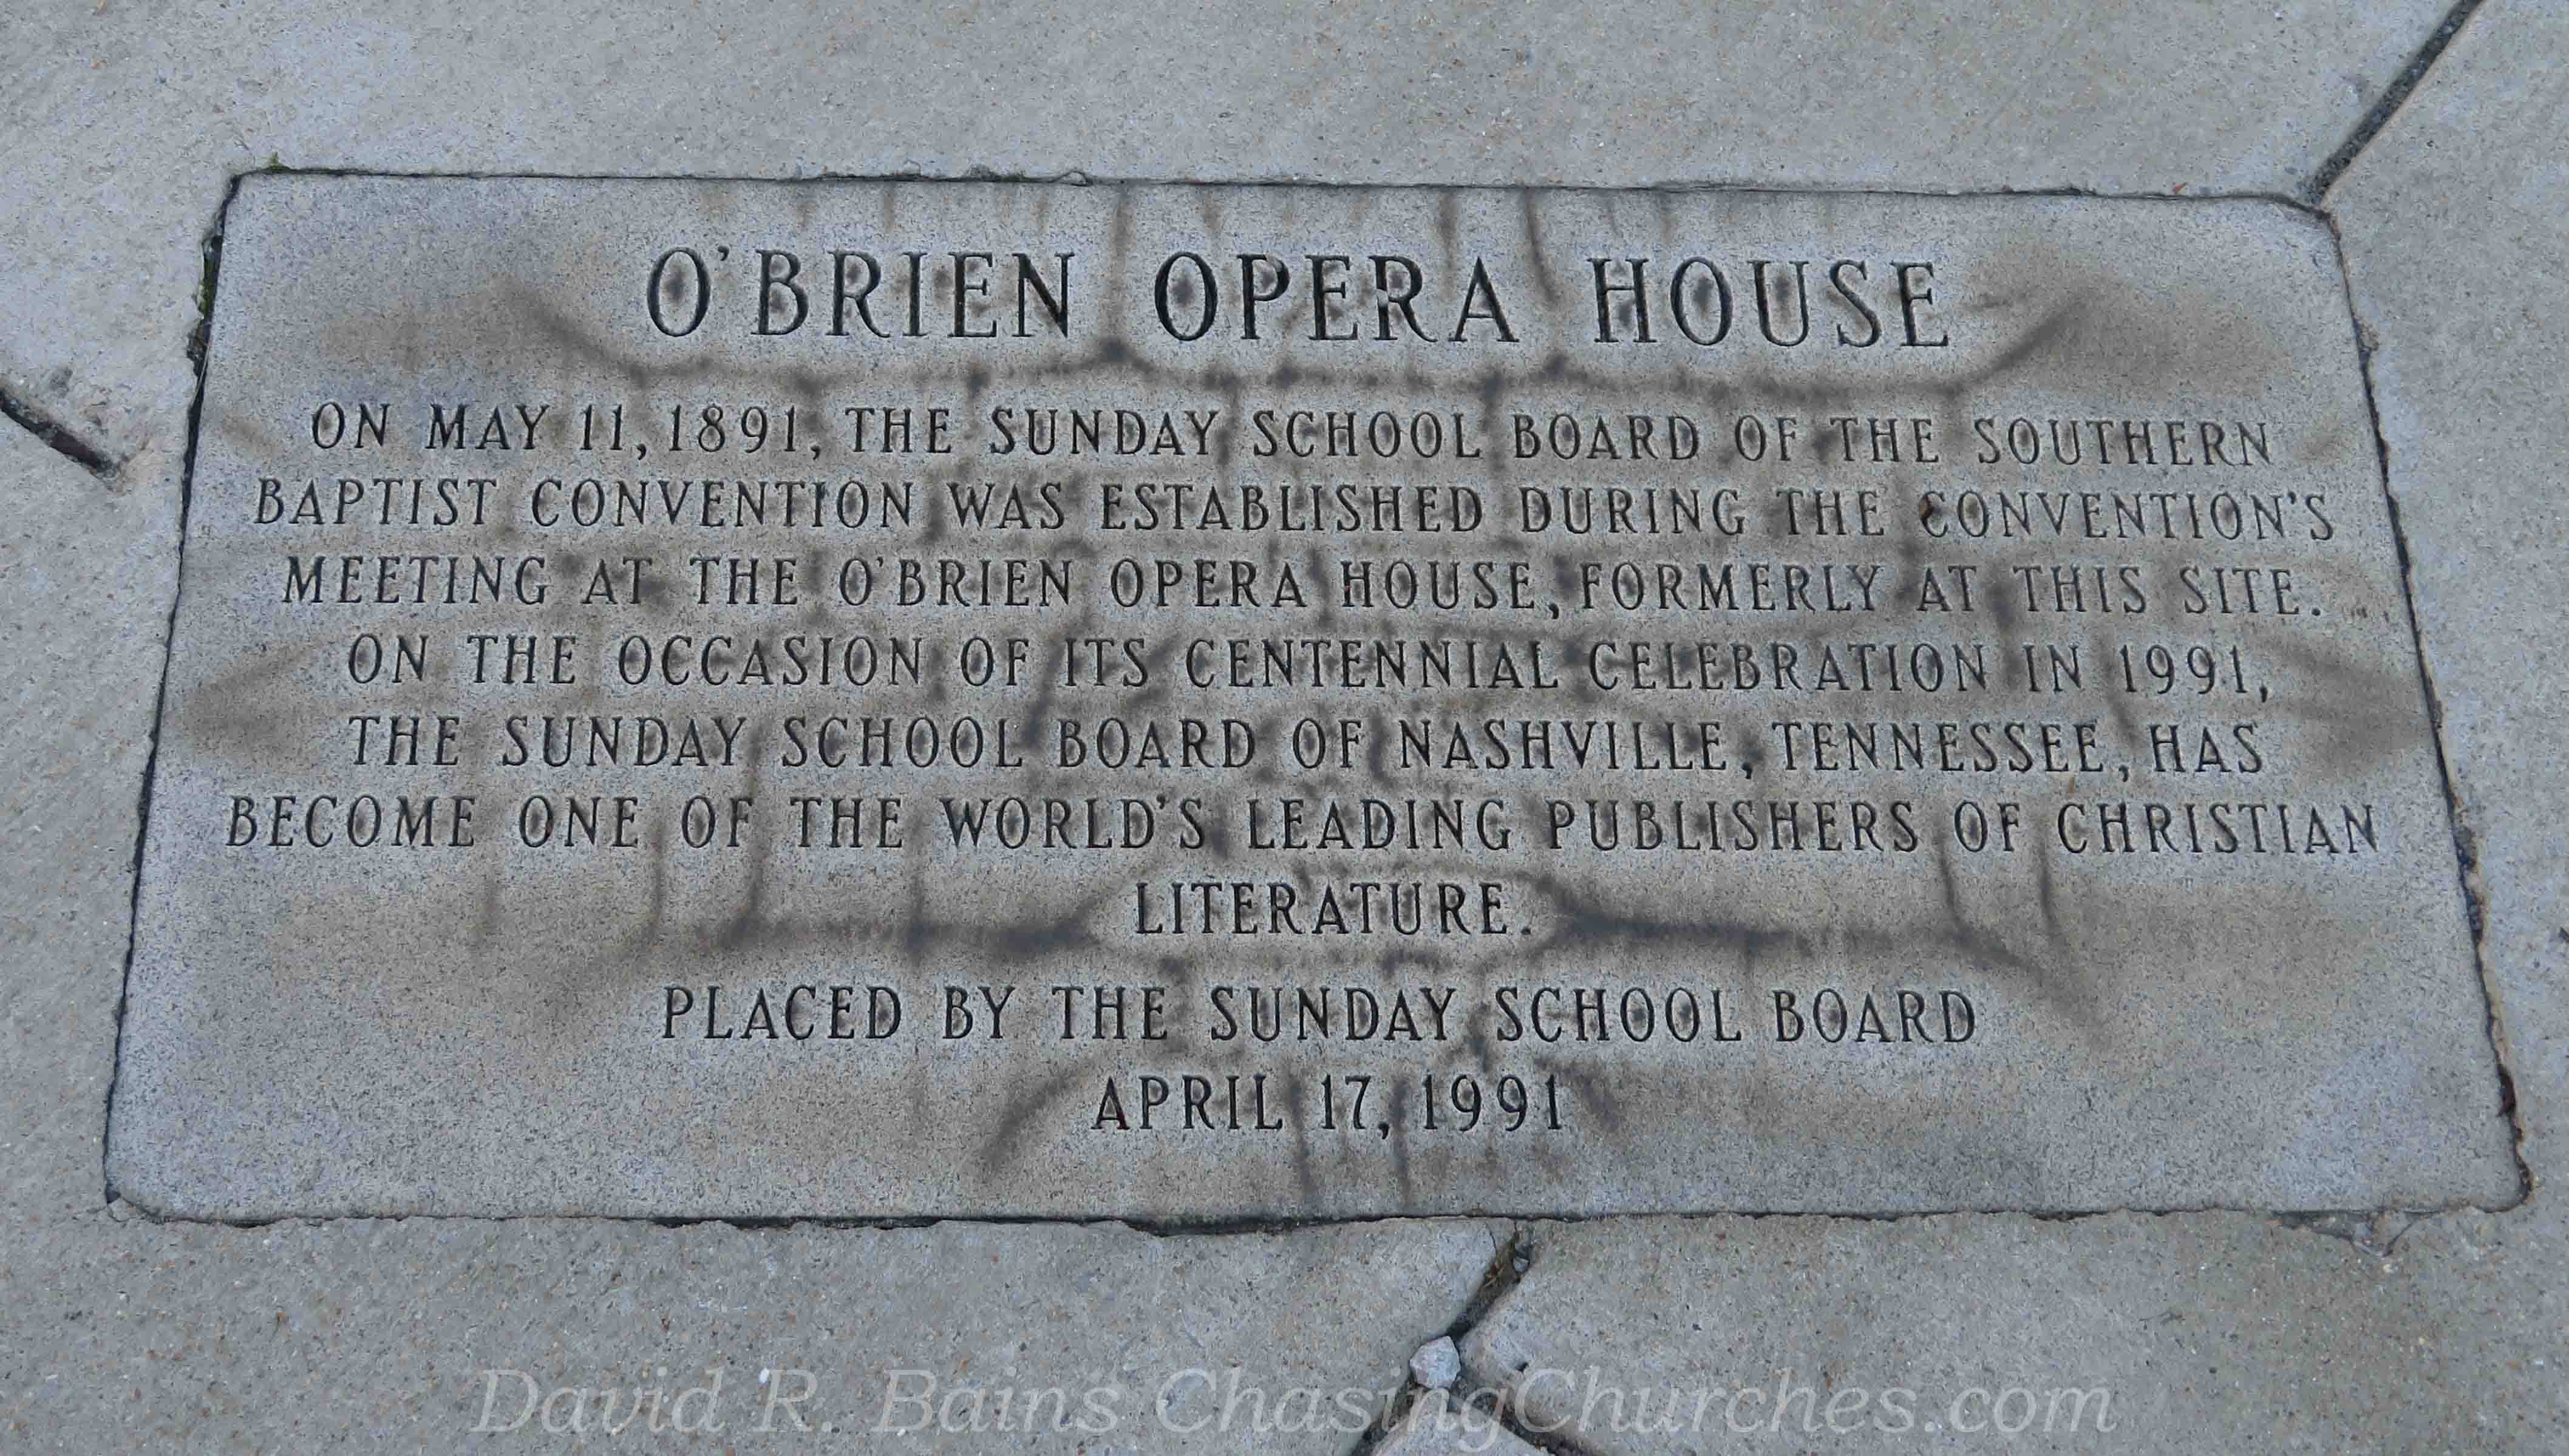 O'BRIEN OPERA HOUSE
ON MAY 11, 1891, THE SUNDAY SCHOOL BOARD OF THE SOUTHERN
BAPTIST CONVENTION WAS ESTABLISHED DURING THE CONVENTION'S
MEETING AT THE O'BRIEN OPERA HOUSE, FORMERLY AT THIS SITE.
ON THE OCCASION OF ITS CENTENNIAL CELEBRATION IN 1991,
THE SUNDAY SCHOOL BOARD OF NASHVILLE, TENNESSEE, HAS
BECOME ONE OF THE WORLD'S LEADING PUBLISHERS OF CHRISTIAN
LITERATURE.
PLACED BY THE SUNDAY SCHOOL BOARD
APRIL 17, 1991
David R. Bains ChasingChurches.com